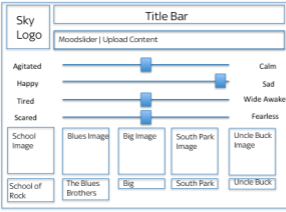 Sky
Logo
Title Bar
Moodslider | Upload Content
Agitated Calm
Happy Sad
Tired Wide Awake
Scared Fearless
School
Image
Blues Image
Big Image
South Park
Image
Uncle Buck
Image
School of
Rock
The Blues
Brothers
Big
South Park
Uncle Buck